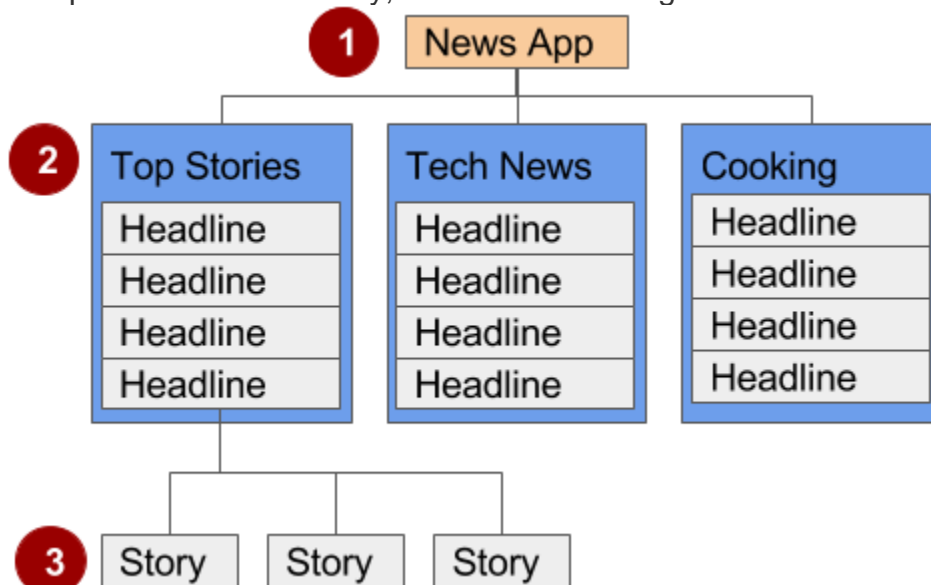 1 News App
2 Top Stories Tech News Cooking
Headline Headline Headline
Headline Headline Headline
Headline Headline Headline
Headline Headline Headline
3 Story Story Story